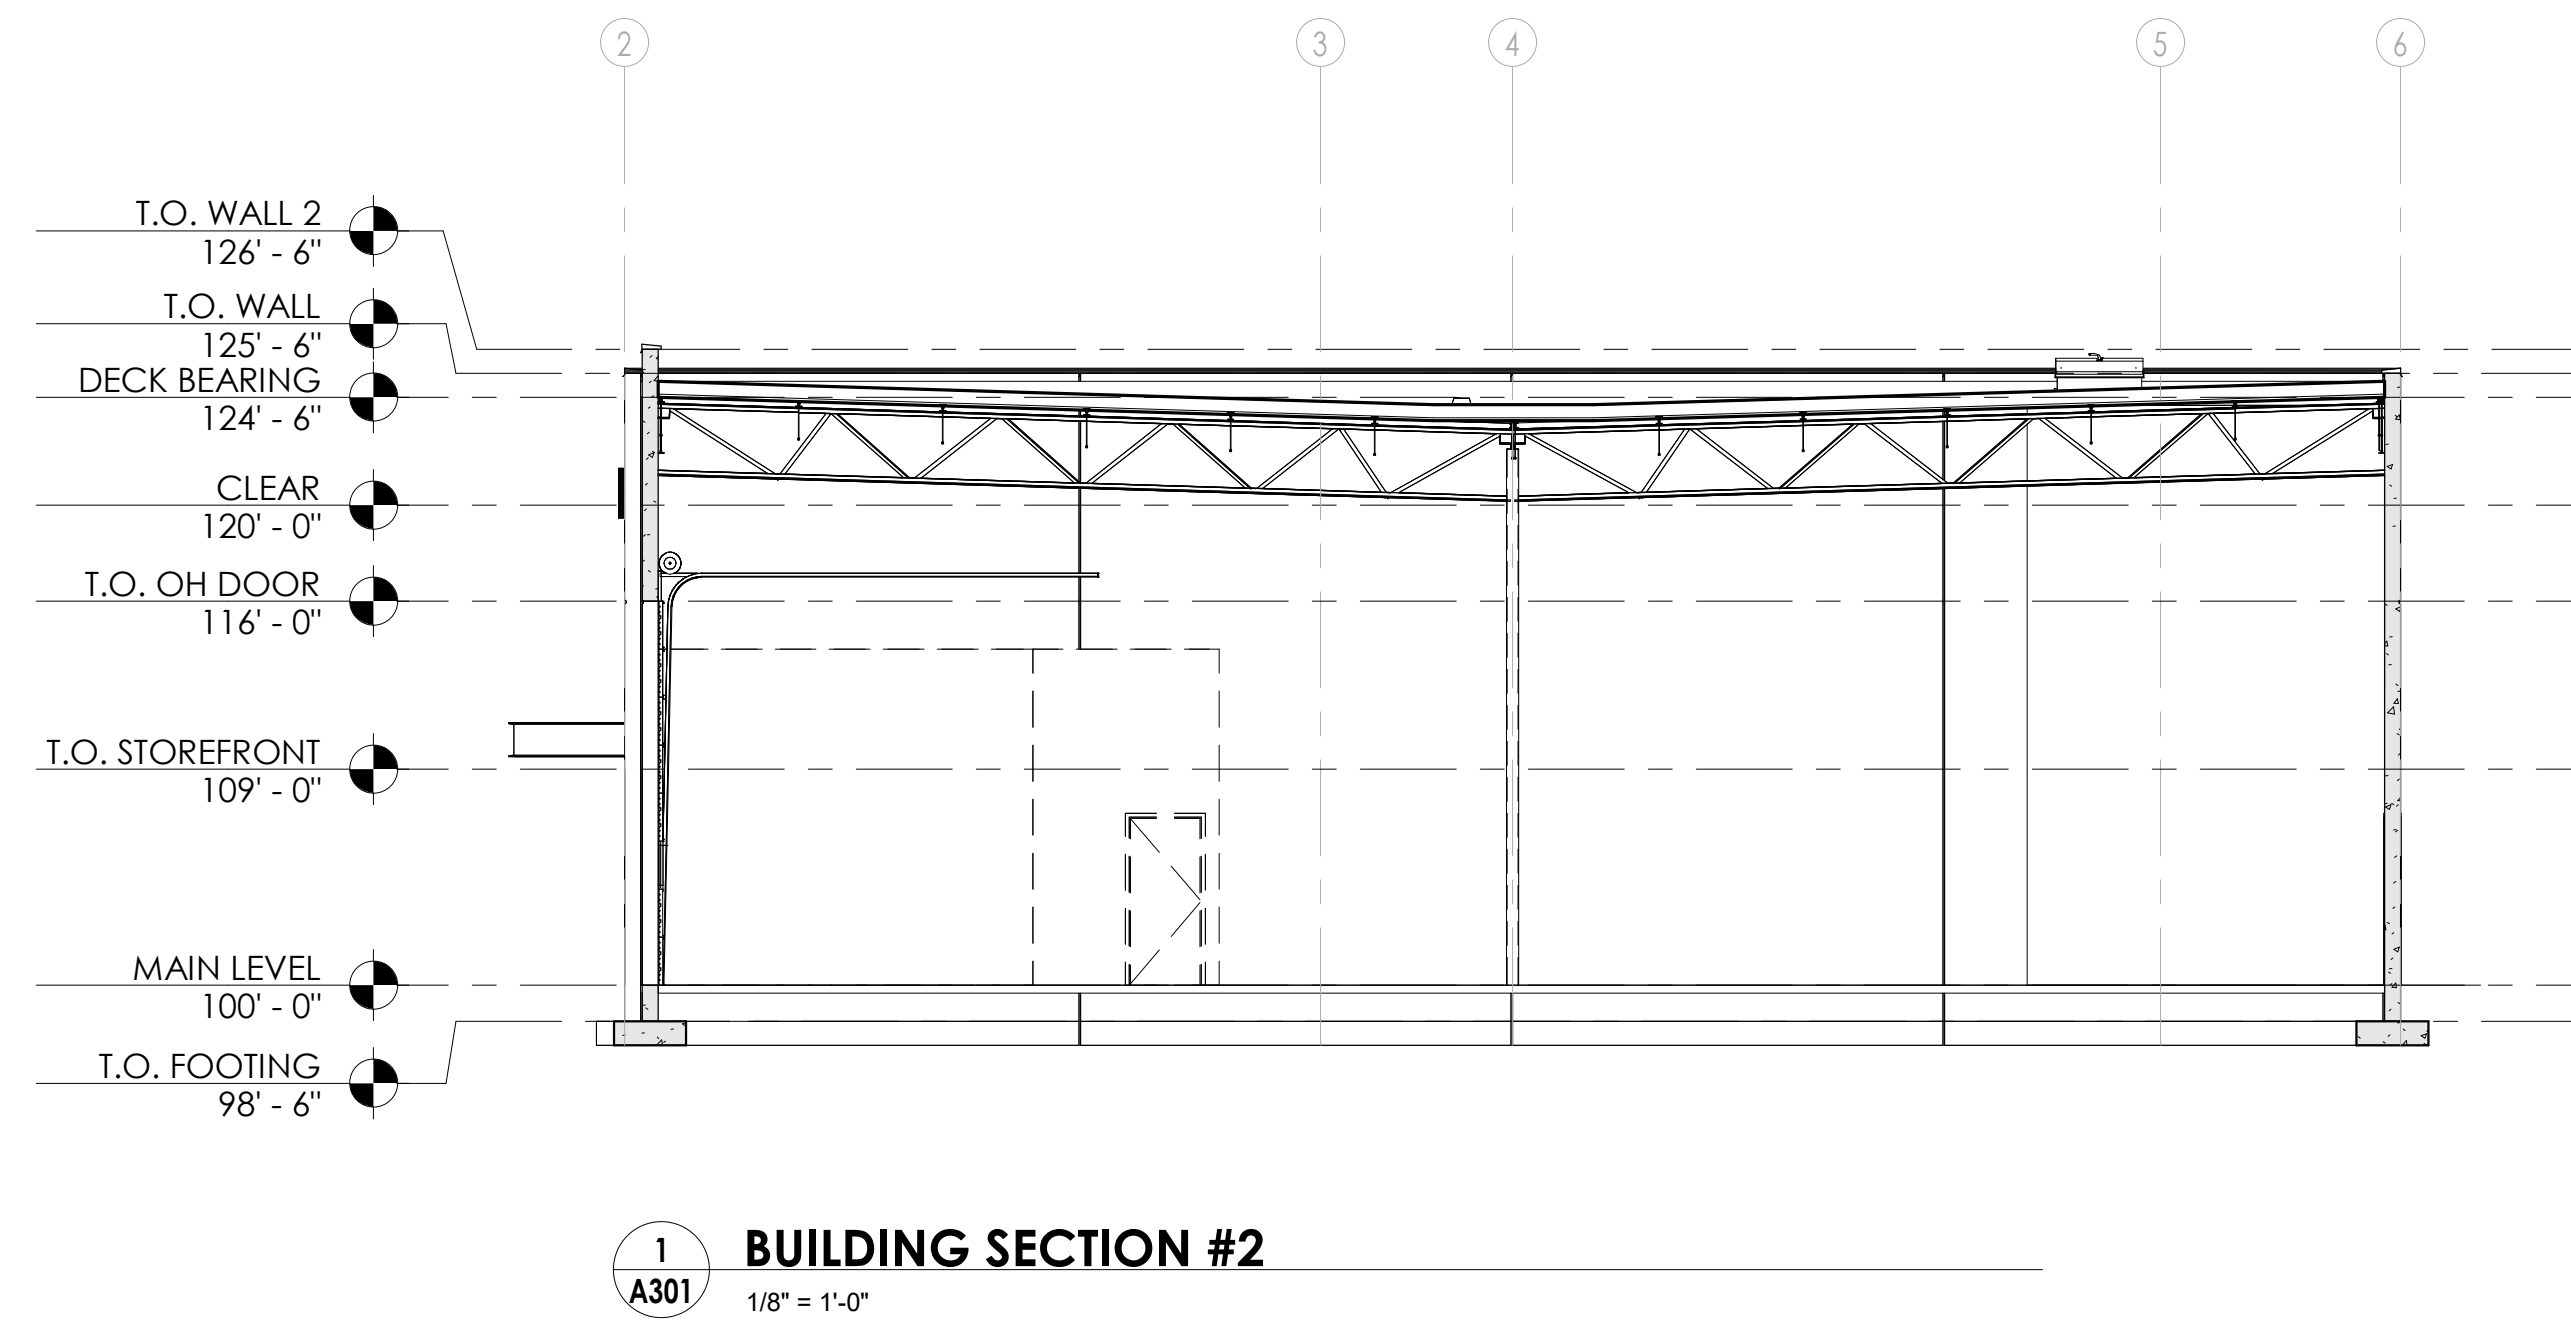 2
3
4
5
6
T.O. WALL 2
126' - 6"
T.O. WALL
125' - 6"
DECK BEARING
124' - 6"
CLEAR
120' - 0"
T.O. OH DOOR
116' - 0"
T.O. STOREFRONT
109' - 0"
MAIN LEVEL
100' - 0"
T.O. FOOTING
98' - 6"
1
A301
BUILDING SECTION #2
1/8" = 1'-0"